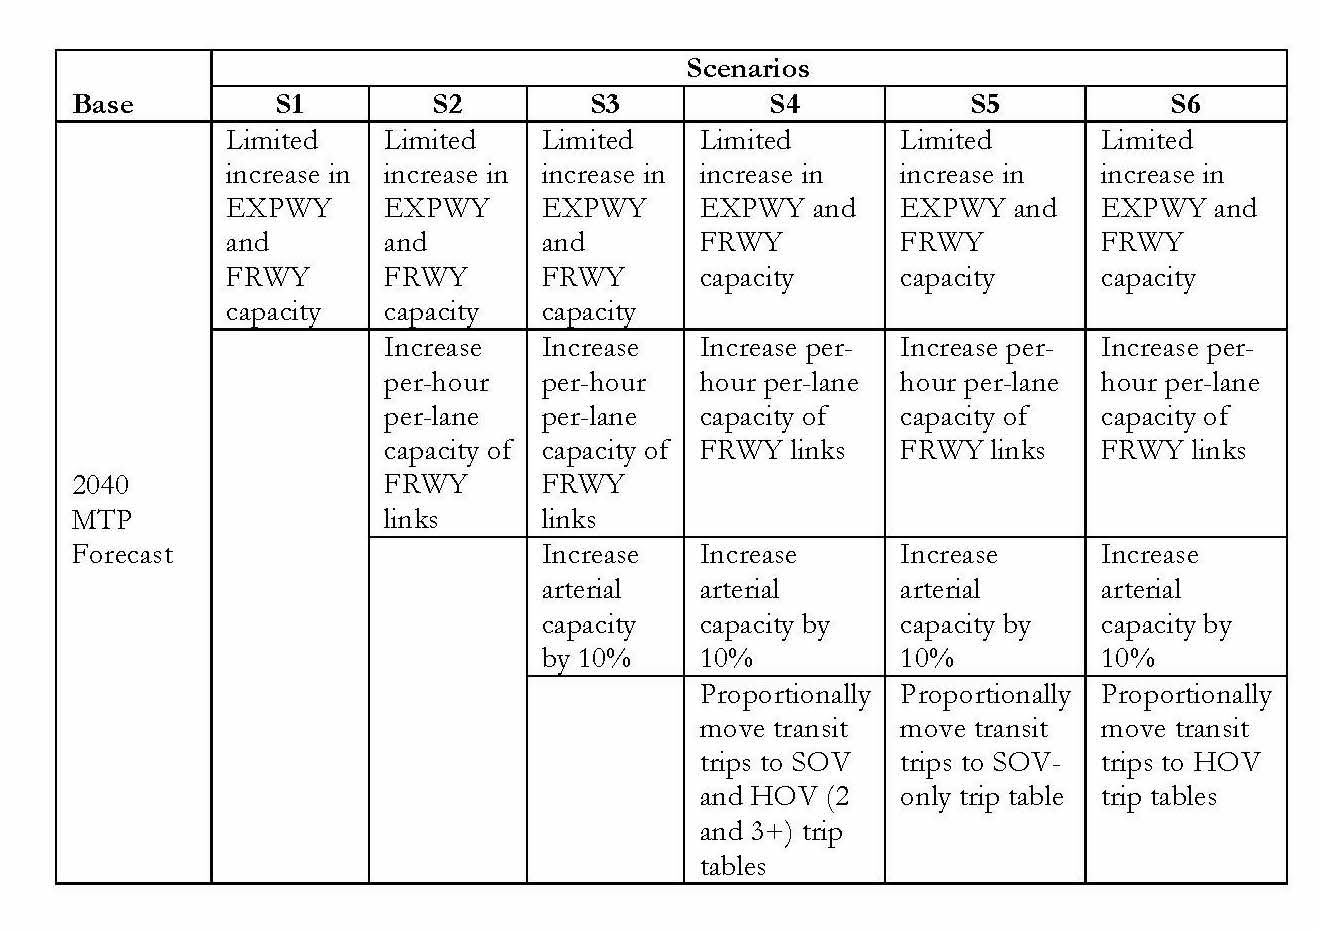 Scenarios
Base
S1
S2
S3
S4
S5
S6
2040
MTP
Forecast
Limited
increase in
EXPWY
and
FRWY
capacity
Limited
increase in
EXPWY
and
FRWY
capacity
Limited
increase in
EXPWY
and
FRWY
capacity
Limited
increase in
EXPWY and
FRWY
capacity
Limited
increase in
EXPWY and
FRWY
capacity
Limited
increase in
EXPWY and
FRWY
capacity
Increase
per-hour
per-lane
capacity of
FRWY
links
Increase
per-hour
per-lane
capacity of
FRWY
links
Increase per-
hour per-lane
capacity of
FRWY links
Increase per-
hour per-lane
capacity of
FRWY links
Increase per-
hour per-lane
capacity of
FRWY links
Increase
arterial
capacity
by 10%
Increase
arterial
capacity by
10%
Increase
arterial
capacity by
10%
Increase
arterial
capacity by
10%
Proportionally
move transit
trips to SOV
and HOV (2
and 3+) trip
tables
Proportionally
move transit
trips to SOV-
only trip table
Proportionally
move transit
trips to HOV
trip tables